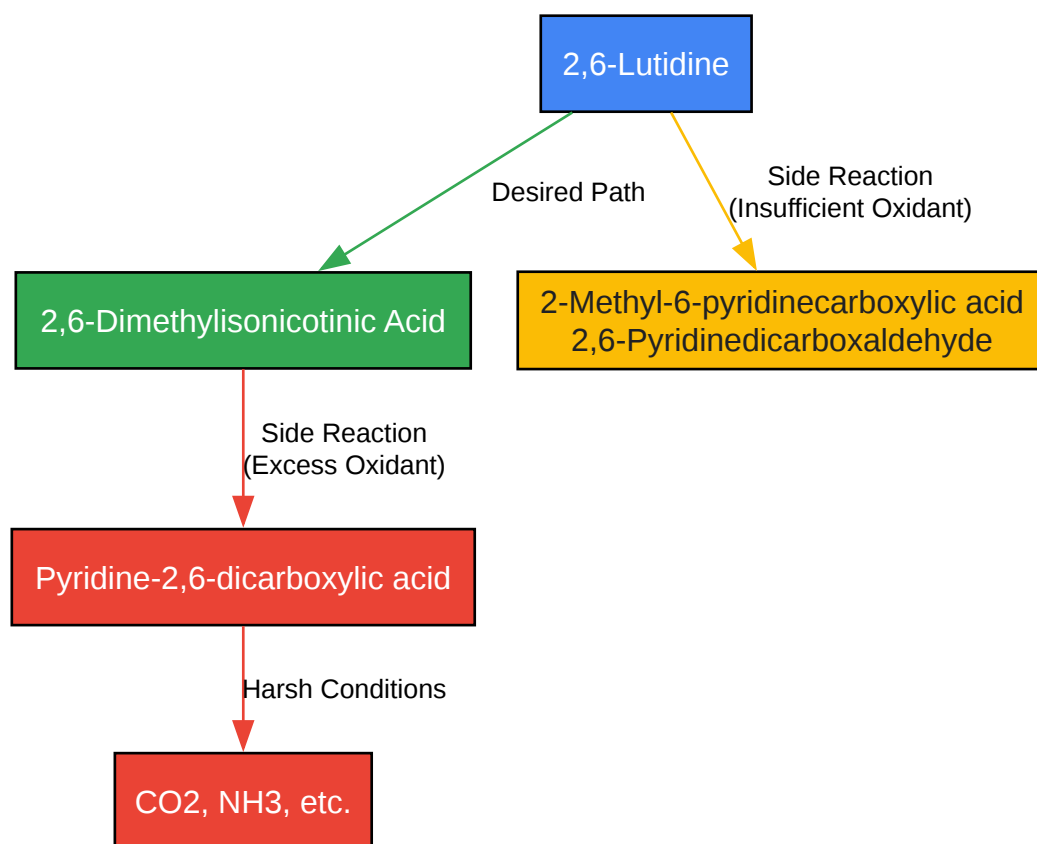 2,6-Lutidine
Desired Path
Side Reaction
(Insufficient Oxidant)
2,6-Dimethylisonicotinic Acid
2-Methyl-6-pyridinecarboxylic acid
2,6-Pyridinedicarboxaldehyde
Side Reaction
(Excess Oxidant)
Pyridine-2,6-dicarboxylic acid
Harsh Conditions
CO2, NH3, etc.